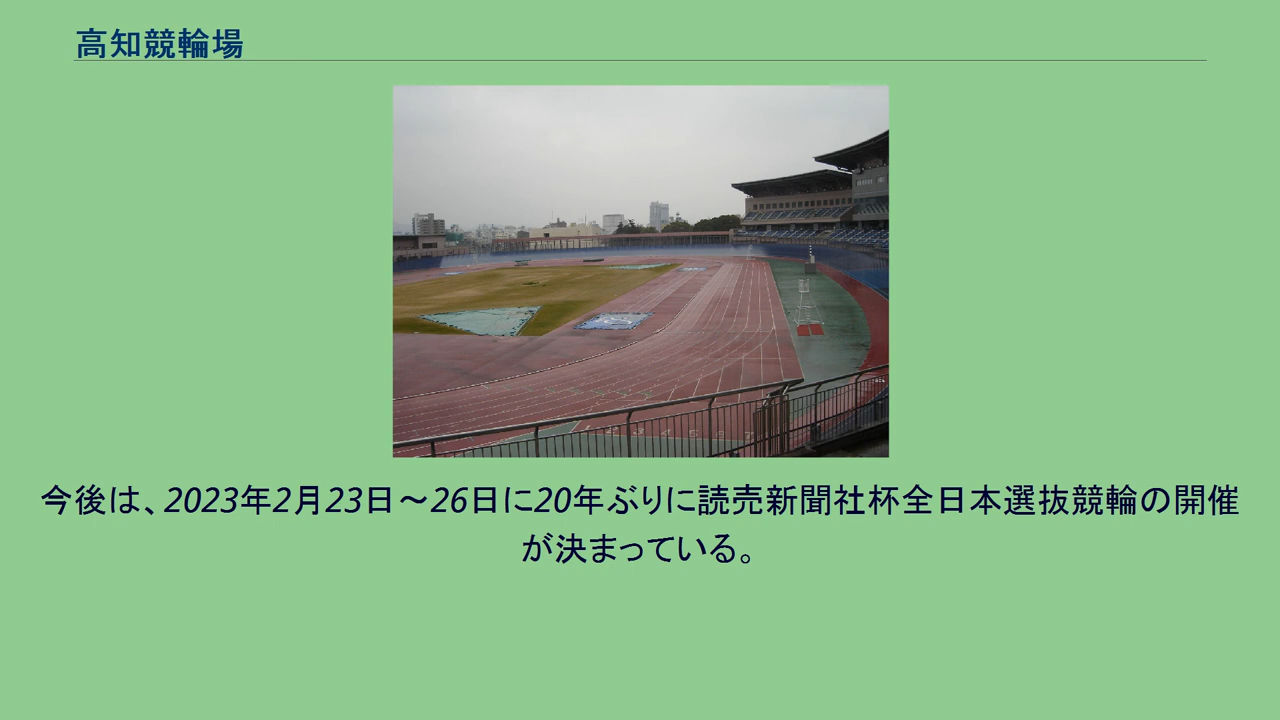 高知競輪場
今後は、2023年2月23日～26日に20年ぶりに読売新聞社杯全日本選抜競輪の開催
が決まっている。